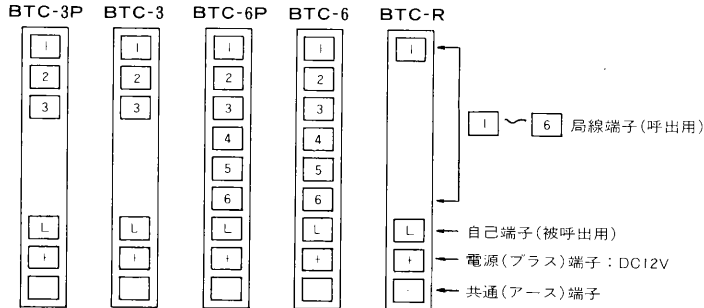 BTC-3P BTC-3 BTC-6P BTC-6 BTC-R
1 1 1 1 1
2 2 2 2
3 3 3 3
4 4
5 5
6 6
1 〜 6 局線端子(呼出用)
L L L L L ← 自己端子(被呼出用)
+ + + + + ← 電源(プラス)端子:DC12V
- ← 共通(アース)端子